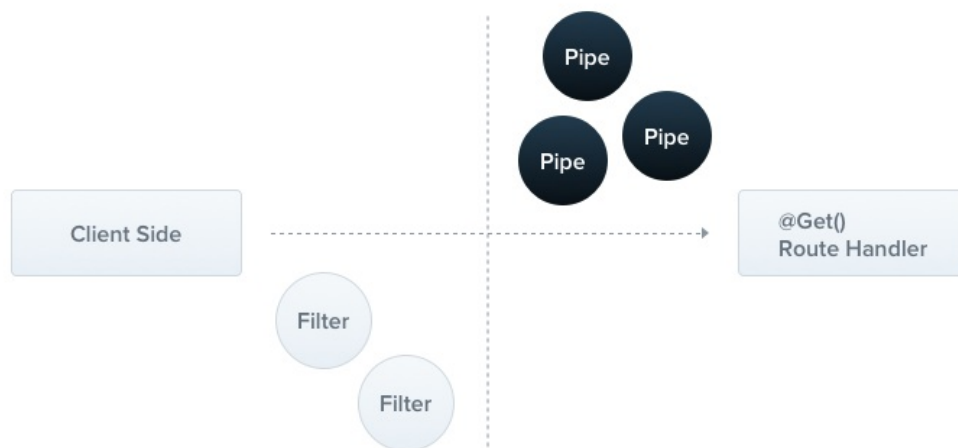 Pipe
Pipe
Pipe
Client Side
@Get()
Route Handler
Filter
Filter